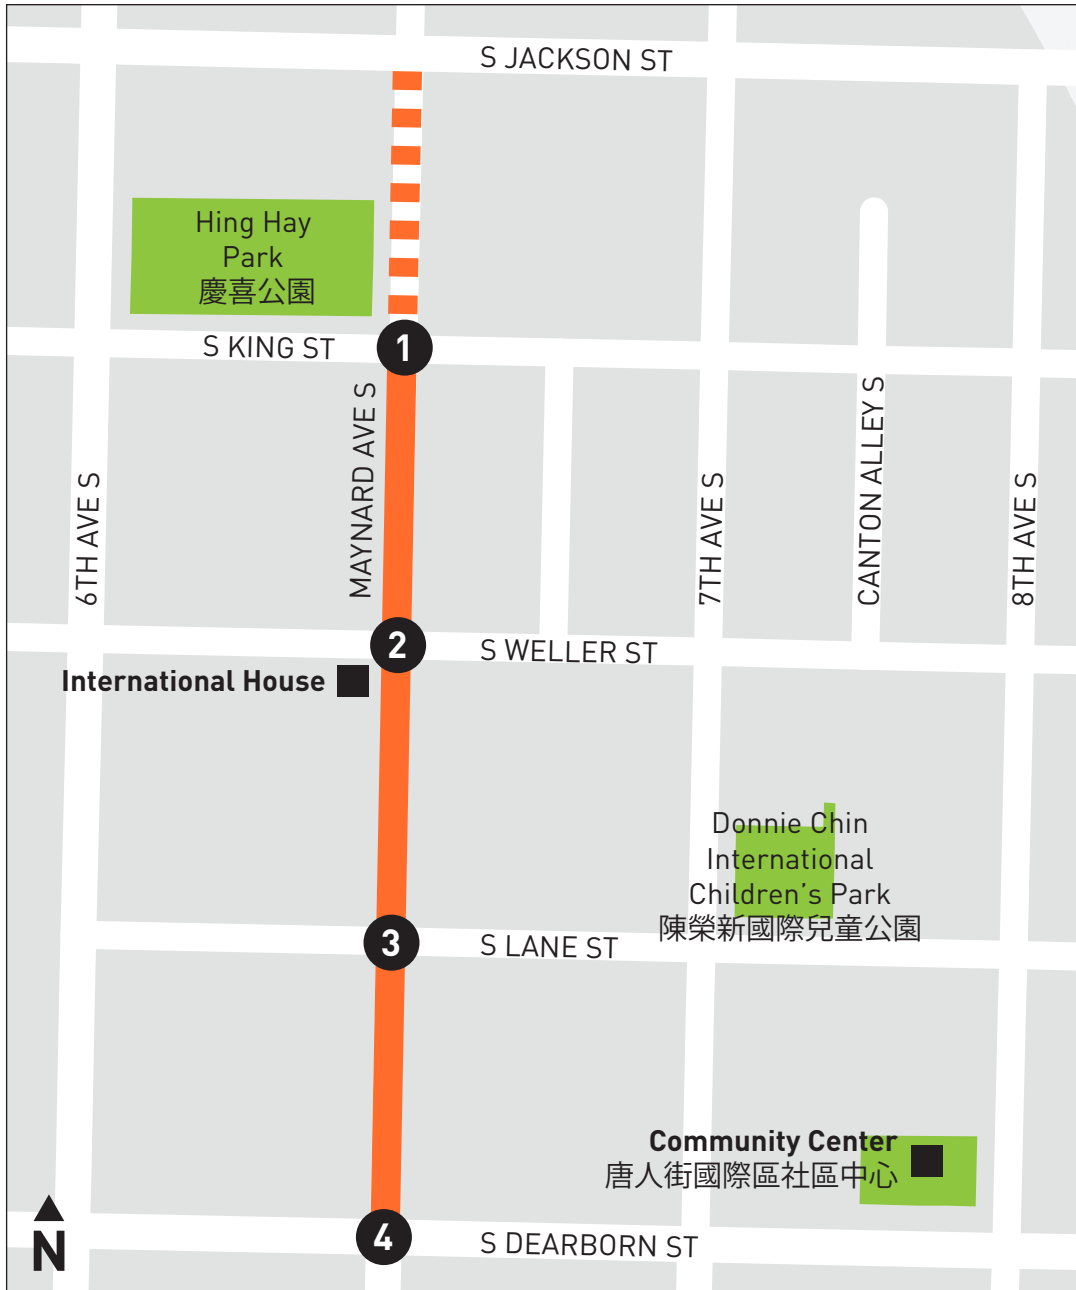 S JACKSON ST
Hing Hay
Park
慶喜公園
S KING ST
1
MAYNARD AVE S
6TH AVE S
7TH AVE S
CANTON ALLEY S
8TH AVE S
2
S WELLER ST
International House
Donnie Chin
International
Children's Park
陳榮新國際兒童公園
3
S LANE ST
Community Center
唐人街國際區社區中心
N
4
S DEARBORN ST